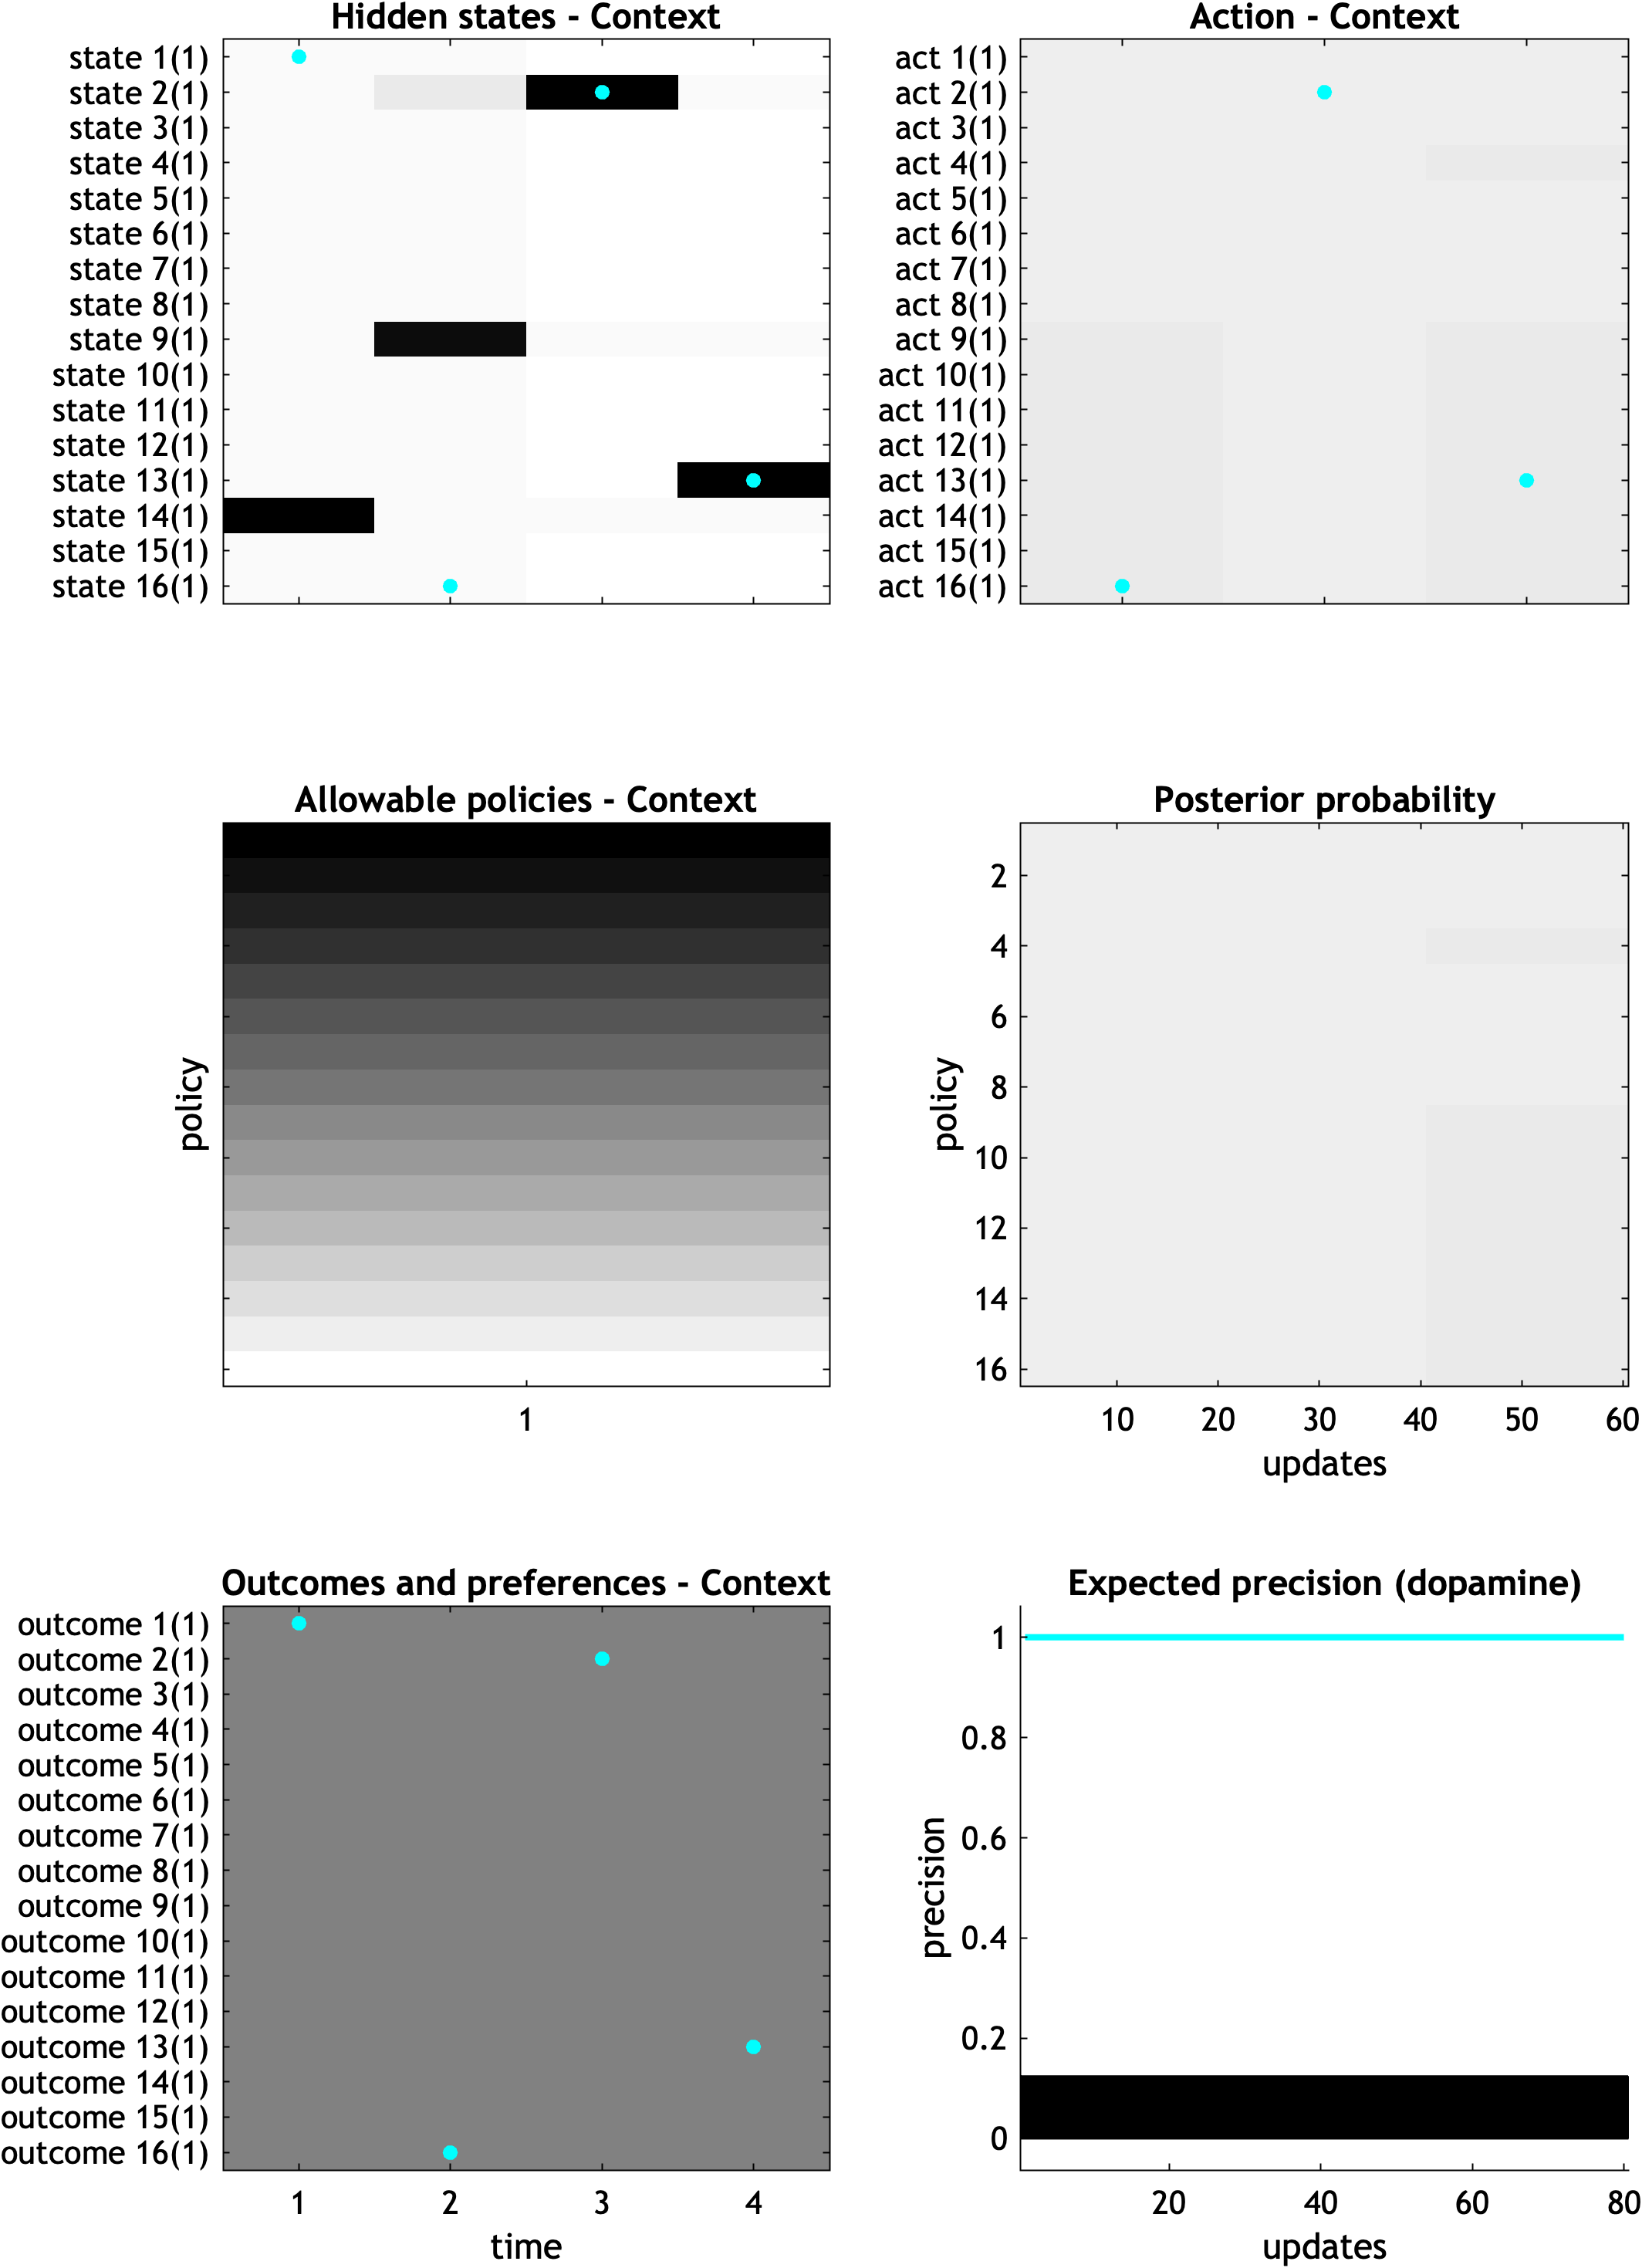 Hidden states - Context
state 1(1)
state 2(1)
state 3(1)
state 4(1)
state 5(1)
state 6(1)
state 7(1)
state 8(1)
state 9(1)
state 10(1)
state 11(1)
state 12(1)
state 13(1)
state 14(1)
state 15(1)
state 16(1)
Action - Context
act 1(1)
act 2(1)
act 3(1)
act 4(1)
act 5(1)
act 6(1)
act 7(1)
act 8(1)
act 9(1)
act 10(1)
act 11(1)
act 12(1)
act 13(1)
act 14(1)
act 15(1)
act 16(1)
Allowable policies - Context
policy
1
Posterior probability
policy
2
4
6
8
10
12
14
16
10 20 30 40 50 60
updates
Outcomes and preferences - Context
outcome 1(1)
outcome 2(1)
outcome 3(1)
outcome 4(1)
outcome 5(1)
outcome 6(1)
outcome 7(1)
outcome 8(1)
outcome 9(1)
outcome 10(1)
outcome 11(1)
outcome 12(1)
outcome 13(1)
outcome 14(1)
outcome 15(1)
outcome 16(1)
1 2 3 4
time
Expected precision (dopamine)
precision
1
0.8
0.6
0.4
0.2
0
20 40 60 80
updates